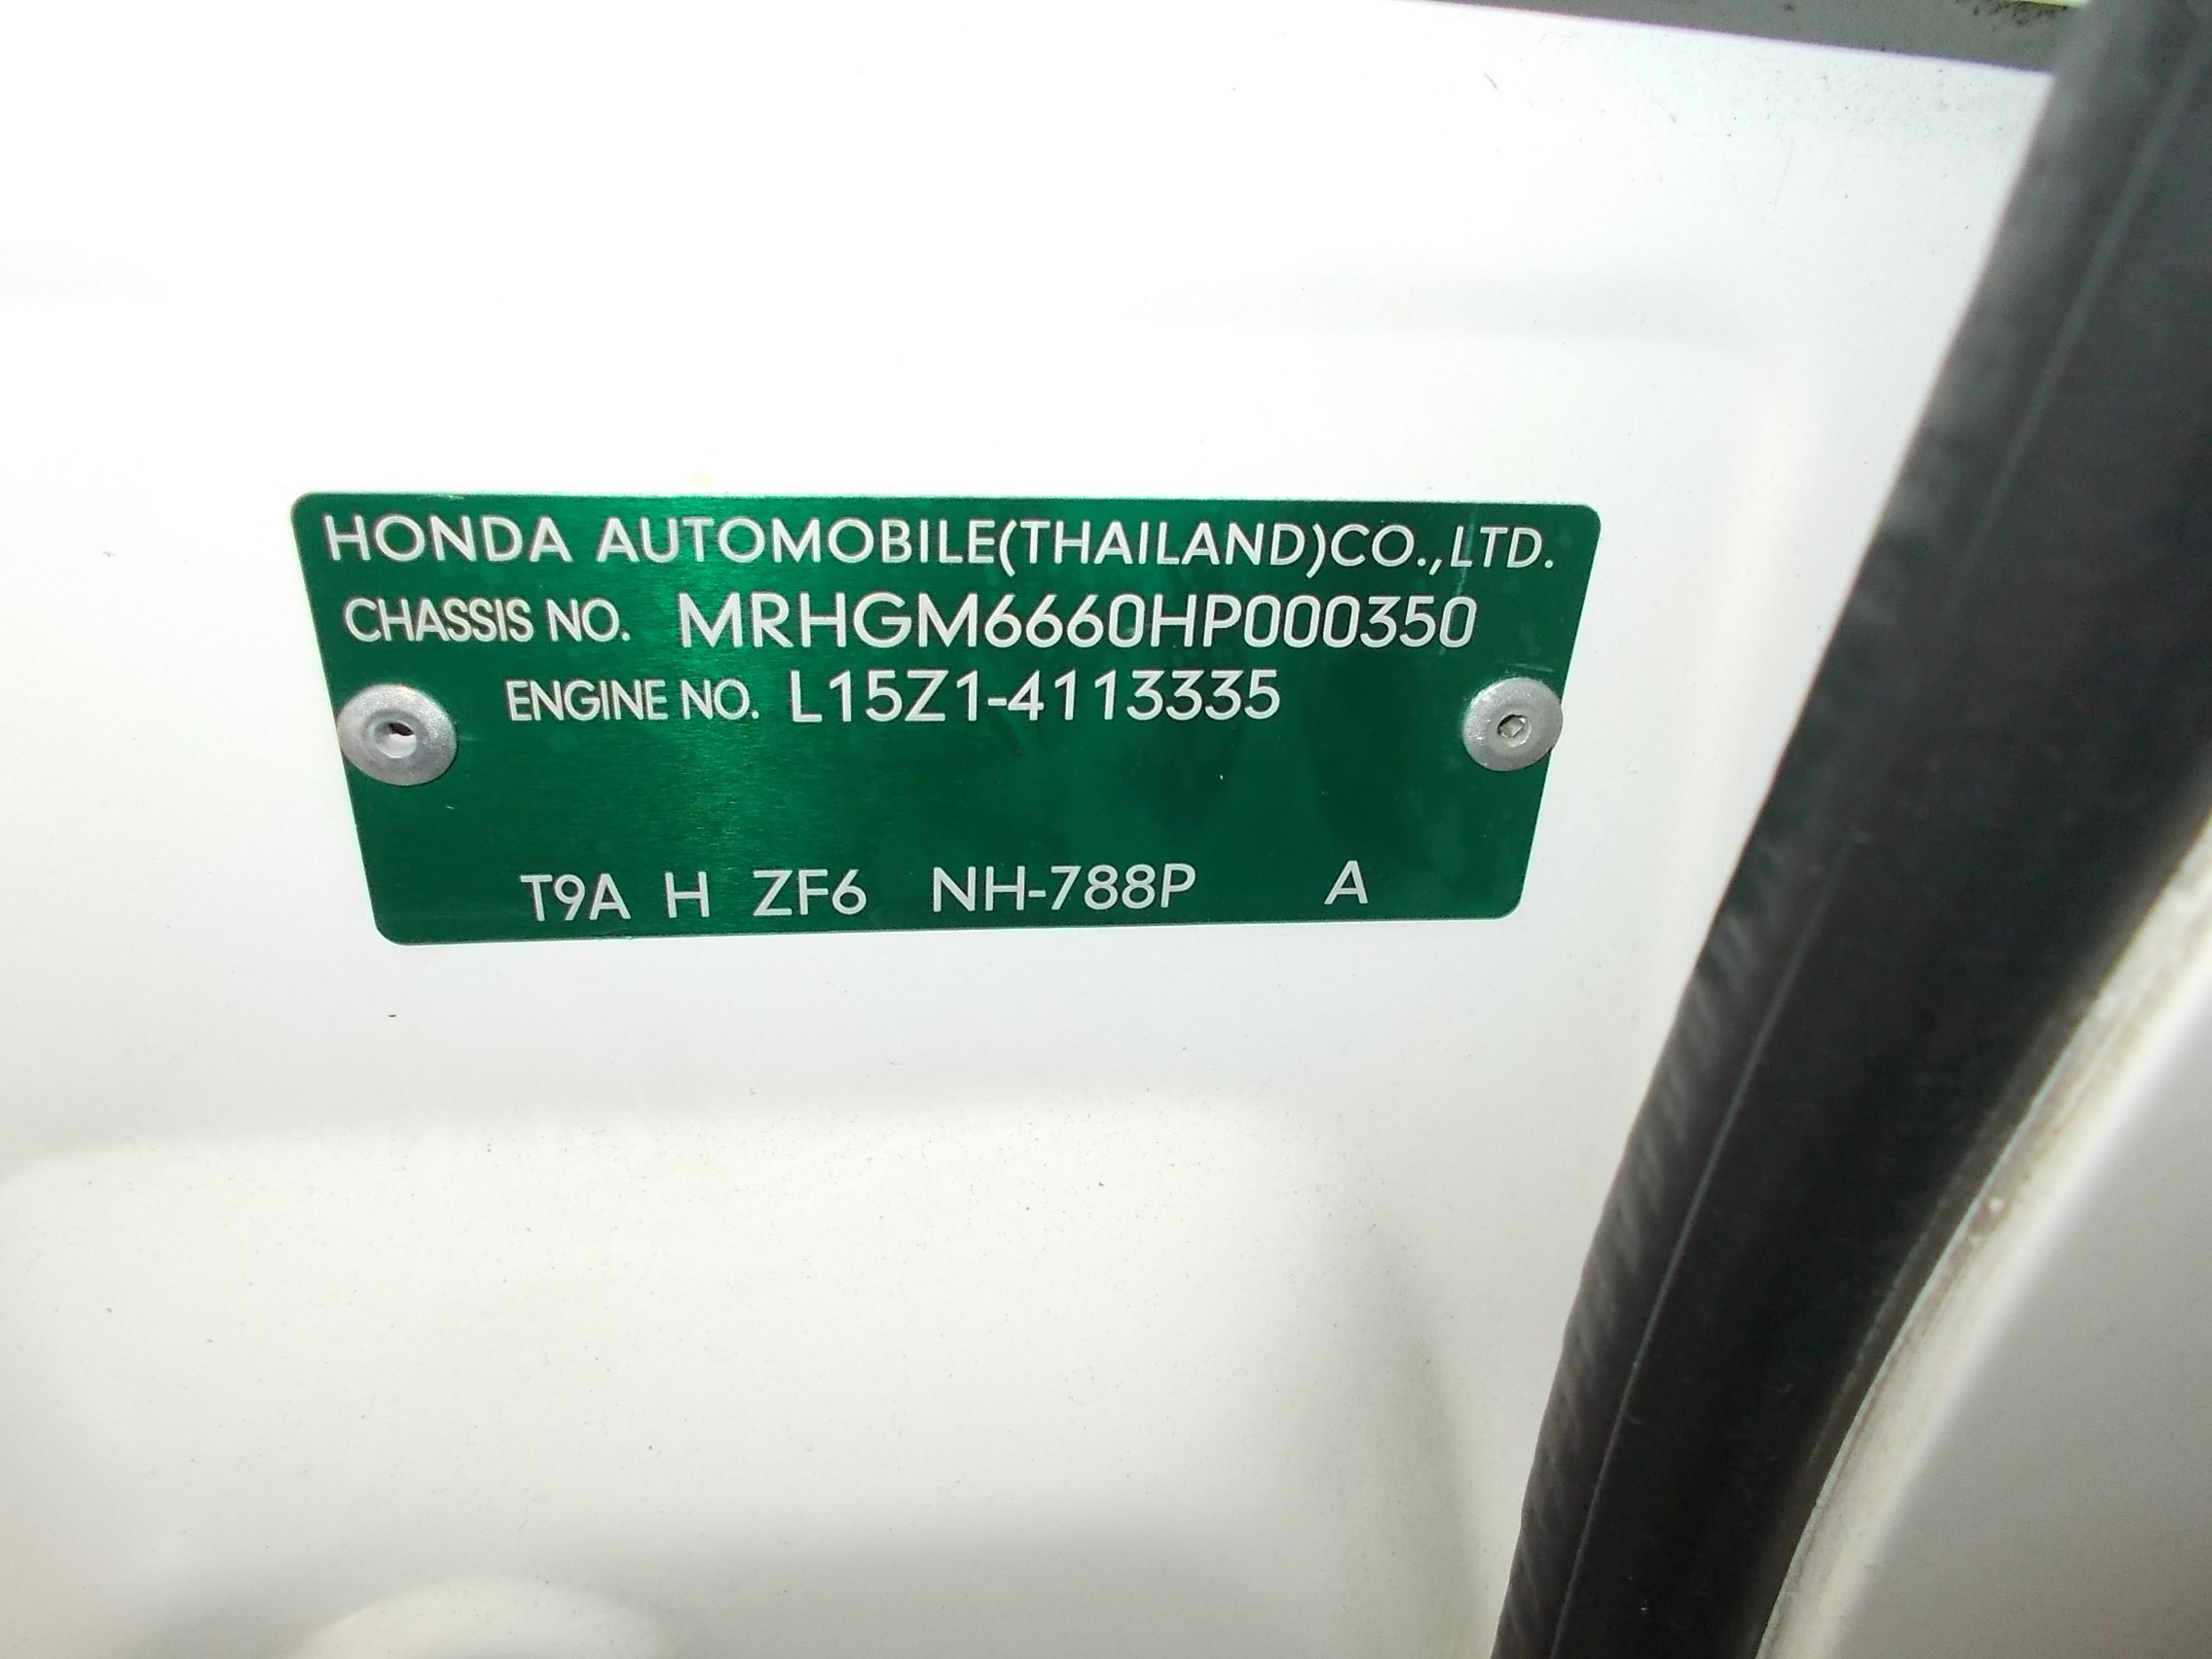 HONDA AUTOMOBILE(THAILAND)CO.,LTD.
CHASSIS NO. MRHGM6660HP000350
ENGINE NO. L15Z1-4113335
T9A H ZF6 NH-788P A